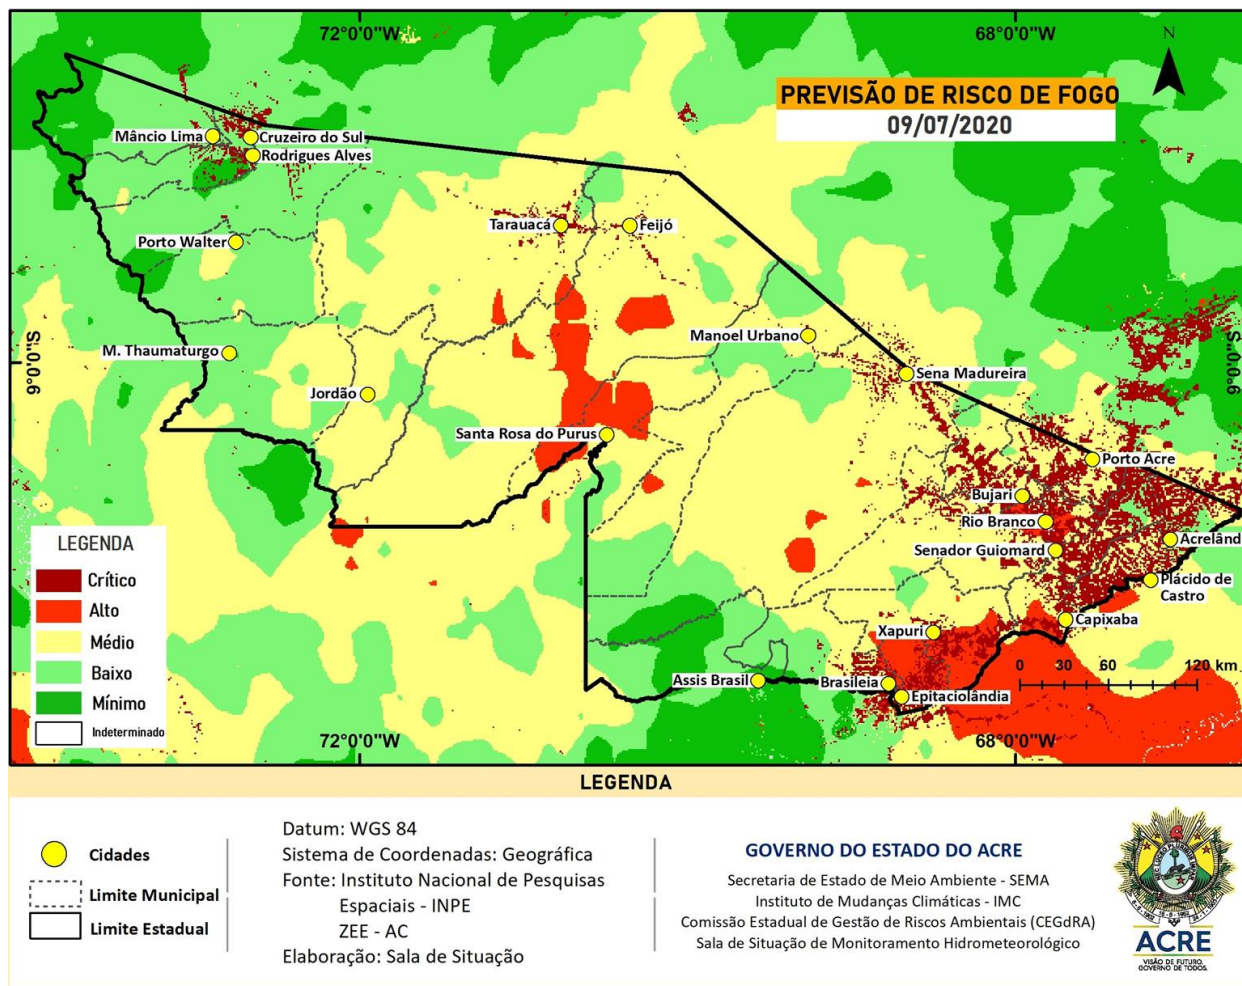 72°0'0"W
68°0'0"W
N
PREVISÃO DE RISCO DE FOGO
09/07/2020
Mâncio Lima
Cruzeiro do Sul
Rodrigues Alves
Tarauacá
Feijó
Porto Walter
Manoel Urbano
M. Thaumaturgo
9°0'0"S
9°0'0"S
Sena Madureira
Jordão
Santa Rosa do Purus
Porto Acre
Bujari
Rio Branco
Acrelând
Senador Guiomard
Plácido de
Castro
Capixaba
Xapuri
Assis Brasil
Brasileia
Epitaciolândia
0 30 60 120 km
72°0'0"W
68°0'0"W
LEGENDA
Crítico
Alto
Médio
Baixo
Mínimo
Indeterminado
LEGENDA
Cidades
Limite Municipal
Limite Estadual
Datum: WGS 84
Sistema de Coordenadas: Geográfica
Fonte: Instituto Nacional de Pesquisas
Espaciais - INPE
ZEE - AC
Elaboração: Sala de Situação
GOVERNO DO ESTADO DO ACRE
Secretaria de Estado de Meio Ambiente - SEMA
Instituto de Mudanças Climáticas - IMC
Comissão Estadual de Gestão de Riscos Ambientais (CEGdRA)
Sala de Situação de Monitoramento Hidrometeorológico
ACRE
VISÃO DE FUTURO.
GOVERNO DE TODOS.